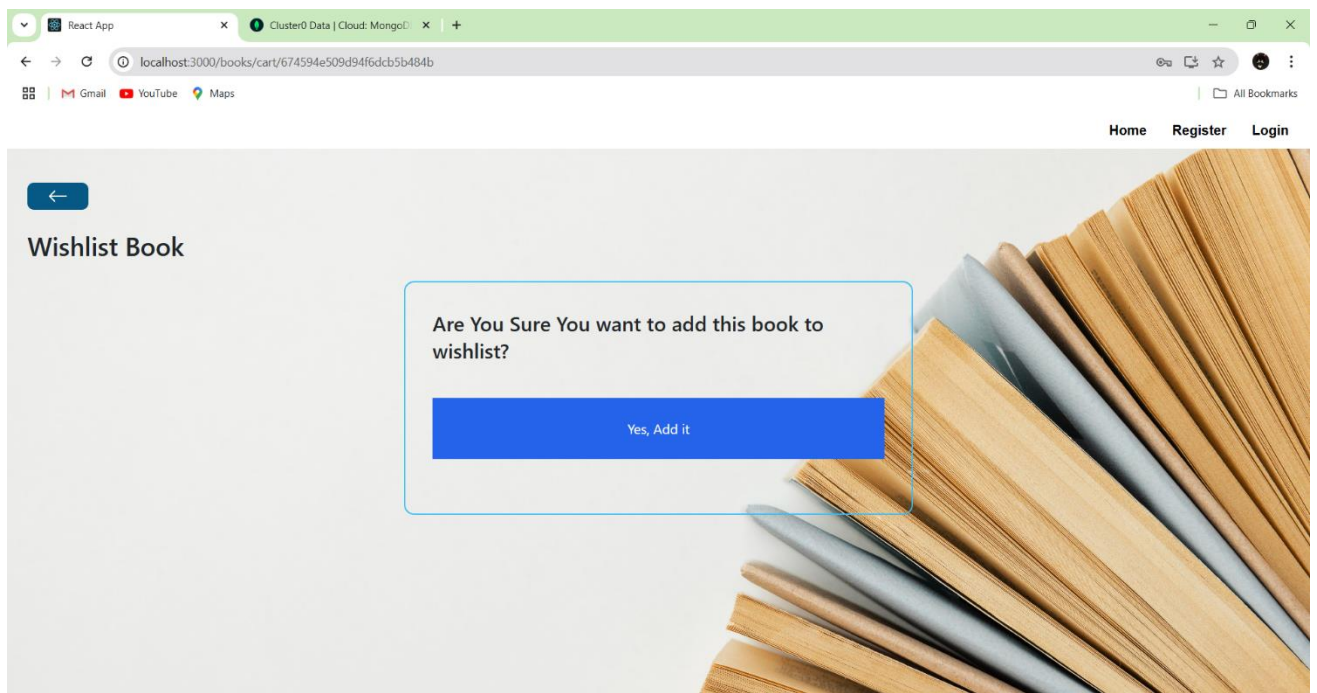 React App
Cluster0 Data | Cloud: MongoD
localhost:3000/books/cart/674594e509d94f6dcb5b484b
Gmail YouTube Maps
All Bookmarks
Home Register Login
Wishlist Book
Are You Sure You want to add this book to
wishlist?
Yes, Add it